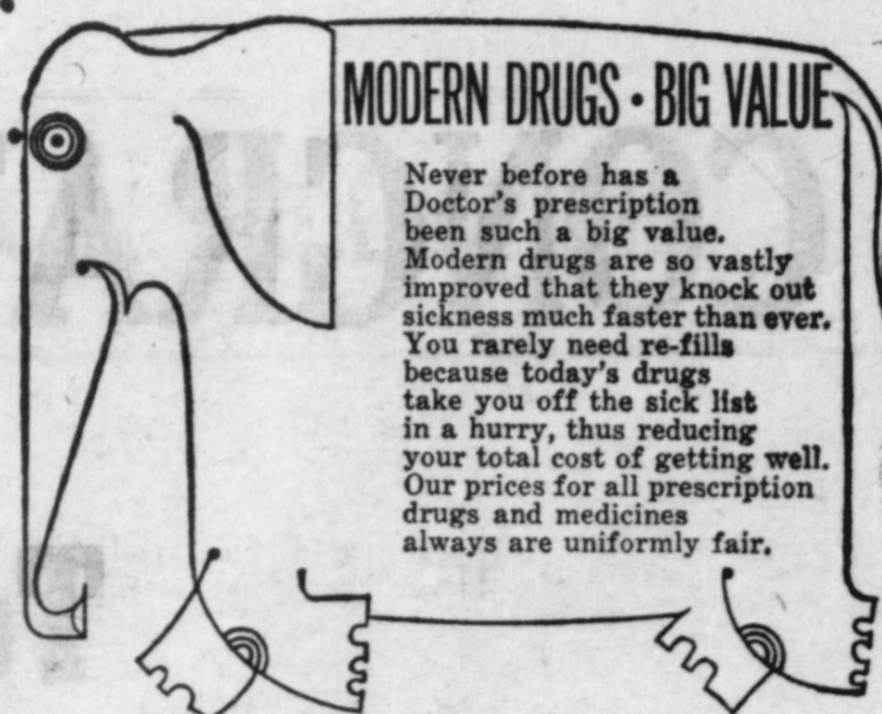 MODERN DRUGS • BIG VALUE
Never before has a
Doctor's prescription
been such a big value.
Modern drugs are so vastly
improved that they knock out
sickness much faster than ever.
You rarely need re-fills
because today's drugs
take you off the sick list
in a hurry, thus reducing
your total cost of getting well.
Our prices for all prescription
drugs and medicines
always are uniformly fair.